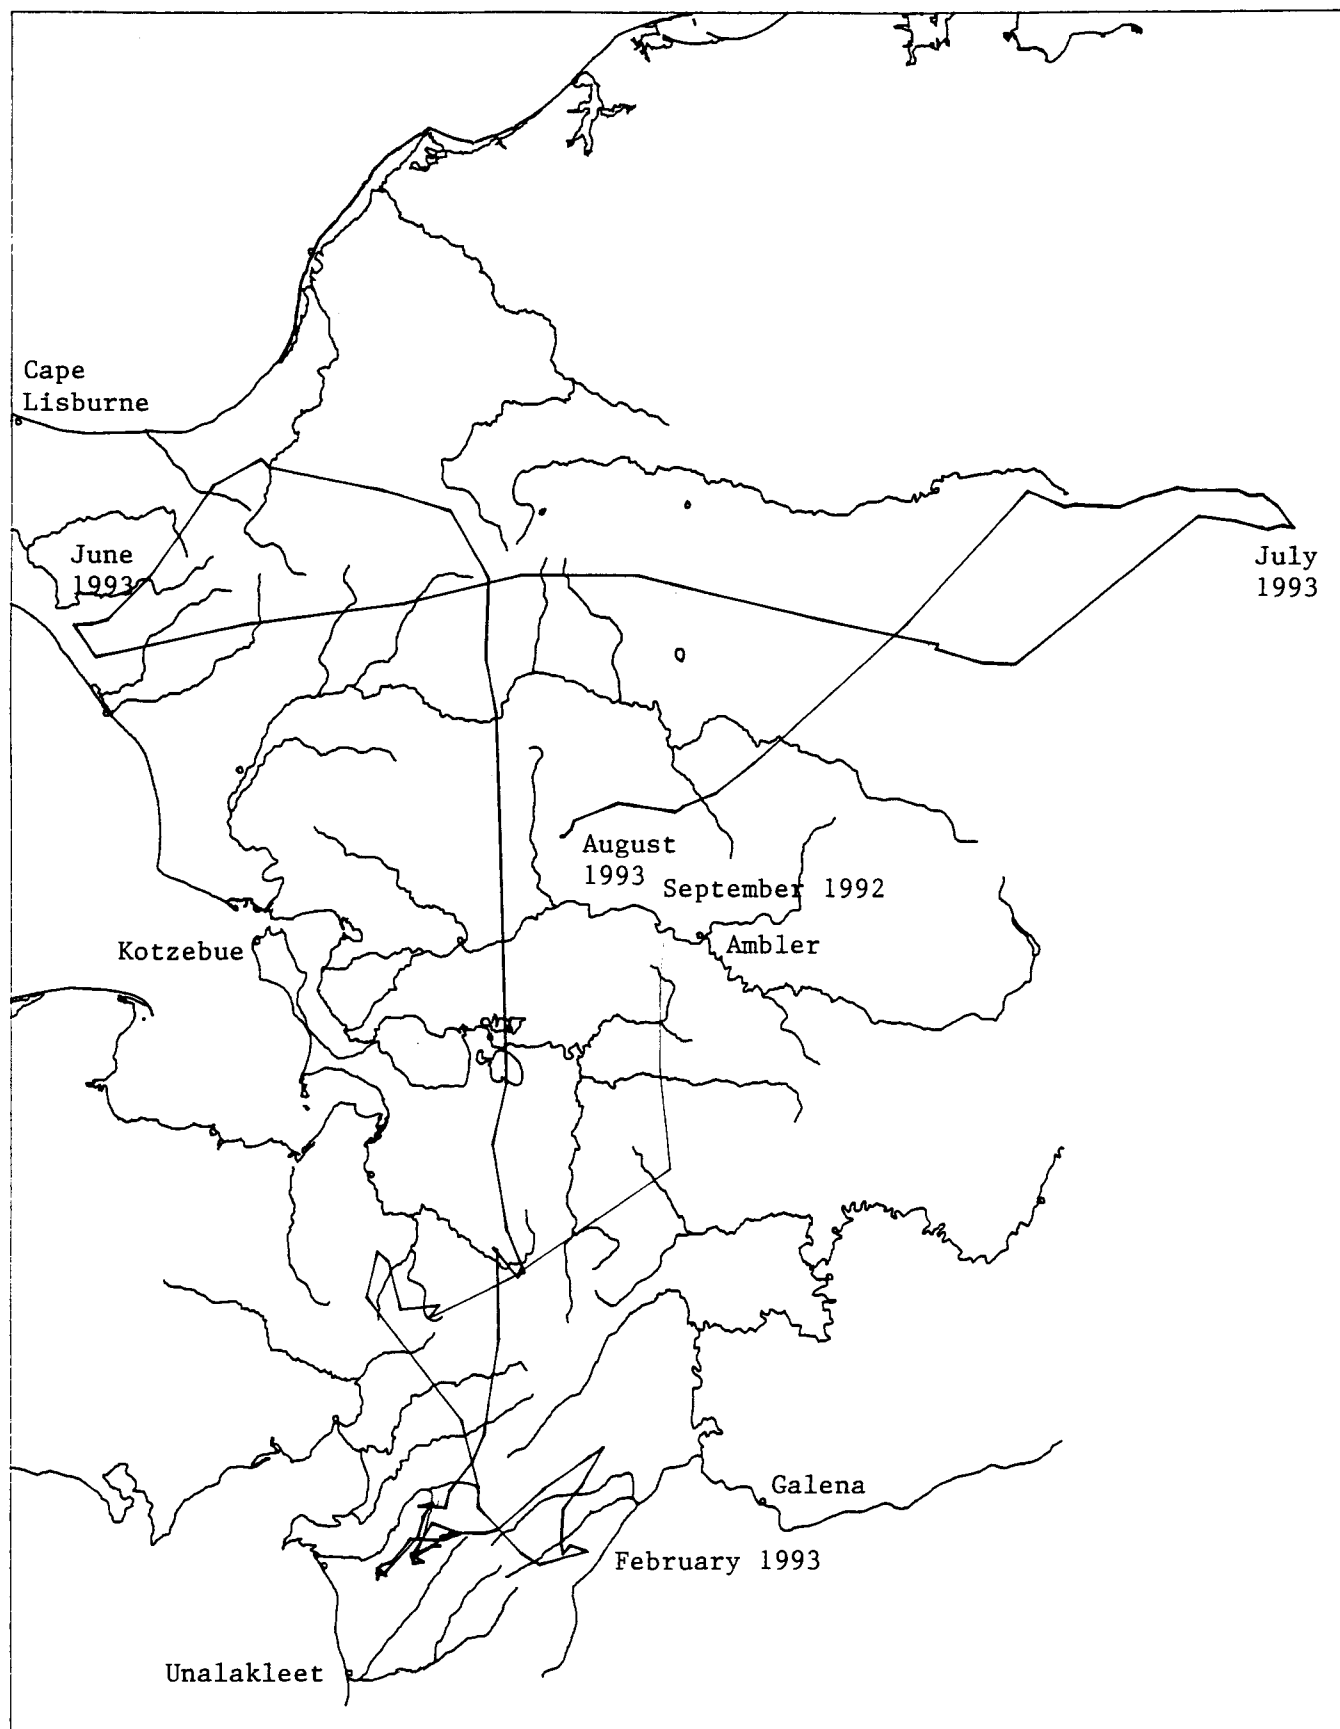 Cape
Lisburne
June
1993
July
1993
August
1993
September 1992
Kotzebue
Ambler
Galena
February 1993
Unalakleet